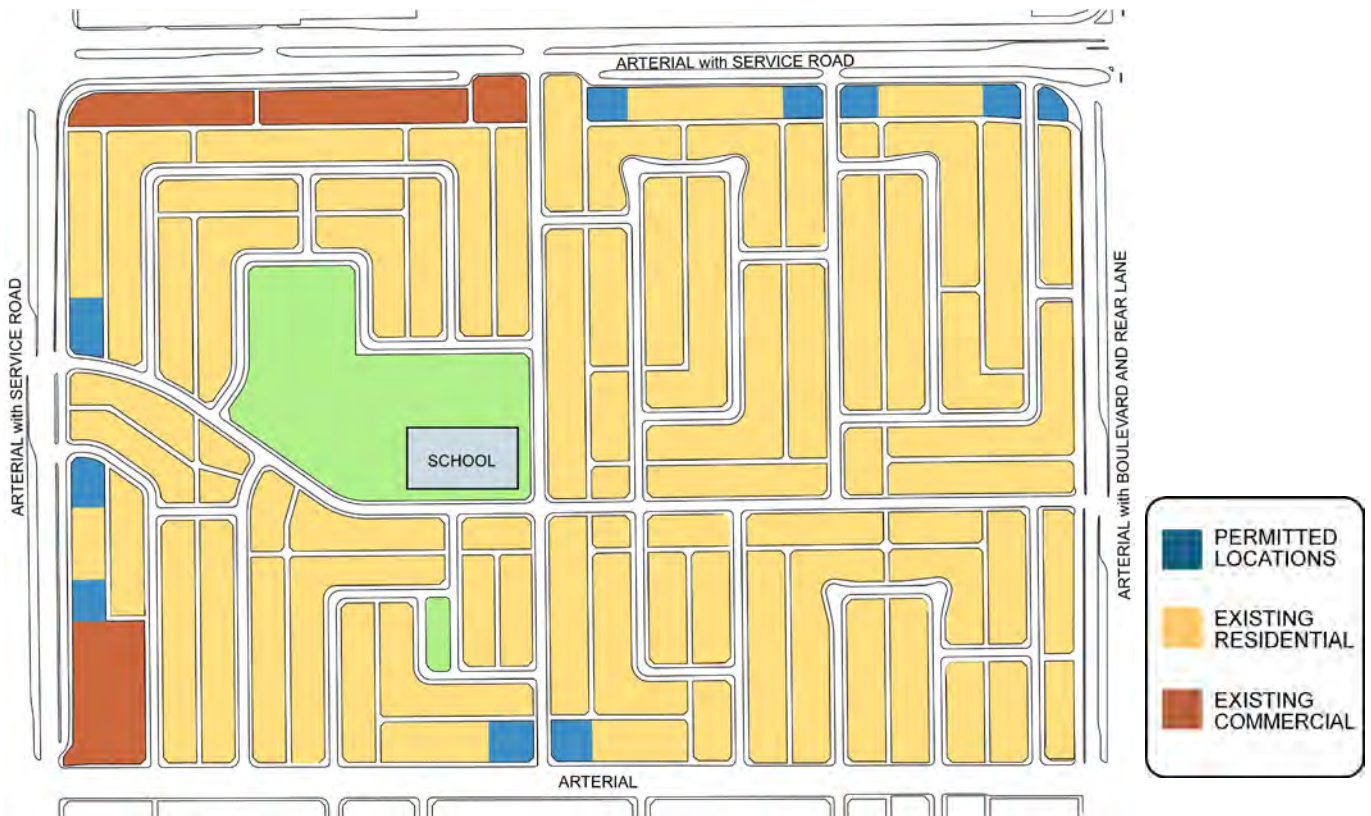 ARTERIAL with SERVICE ROAD
ARTERIAL with SERVICE ROAD
SCHOOL
ARTERIAL with BOULEVARD AND REAR LANE
ARTERIAL
PERMITTED
LOCATIONS
EXISTING
RESIDENTIAL
EXISTING
COMMERCIAL